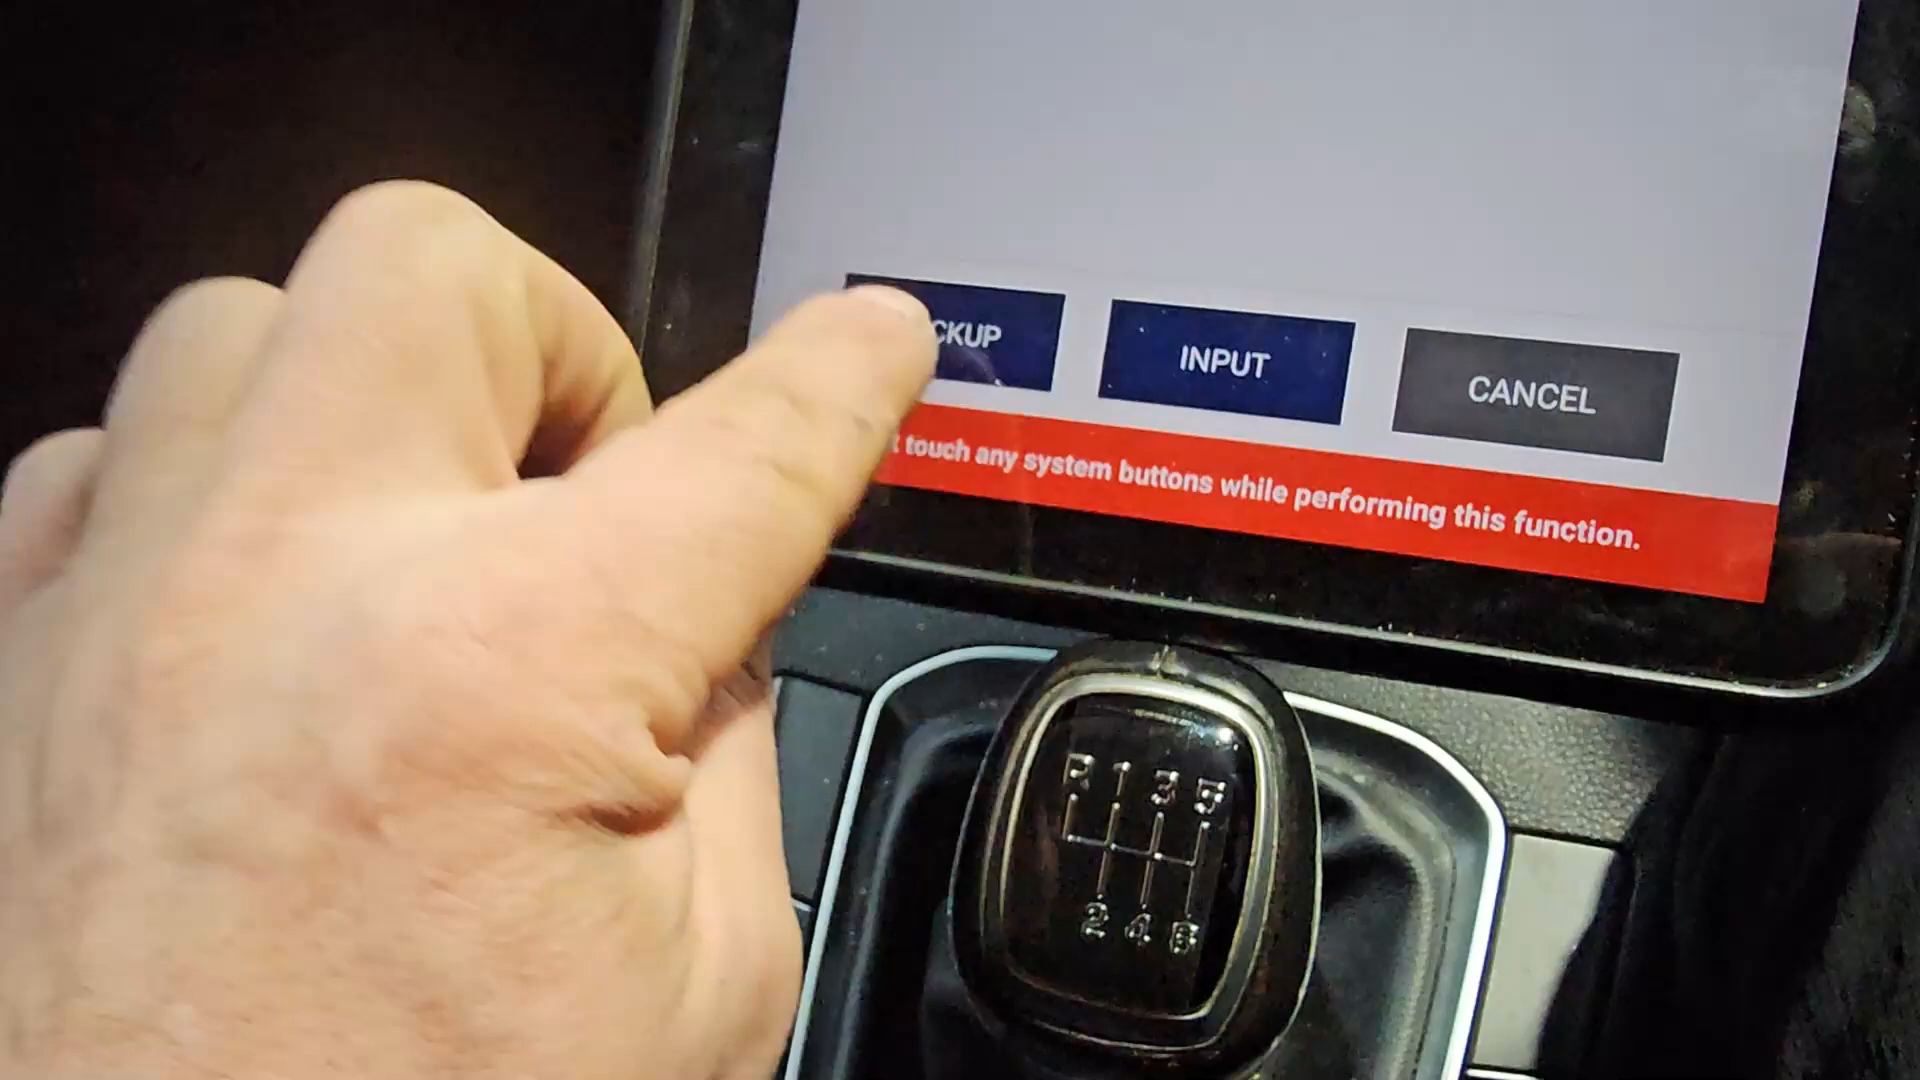 CKUP
INPUT
CANCEL
touch any system buttons while performing this function.
R 1 3 5
2 4 6